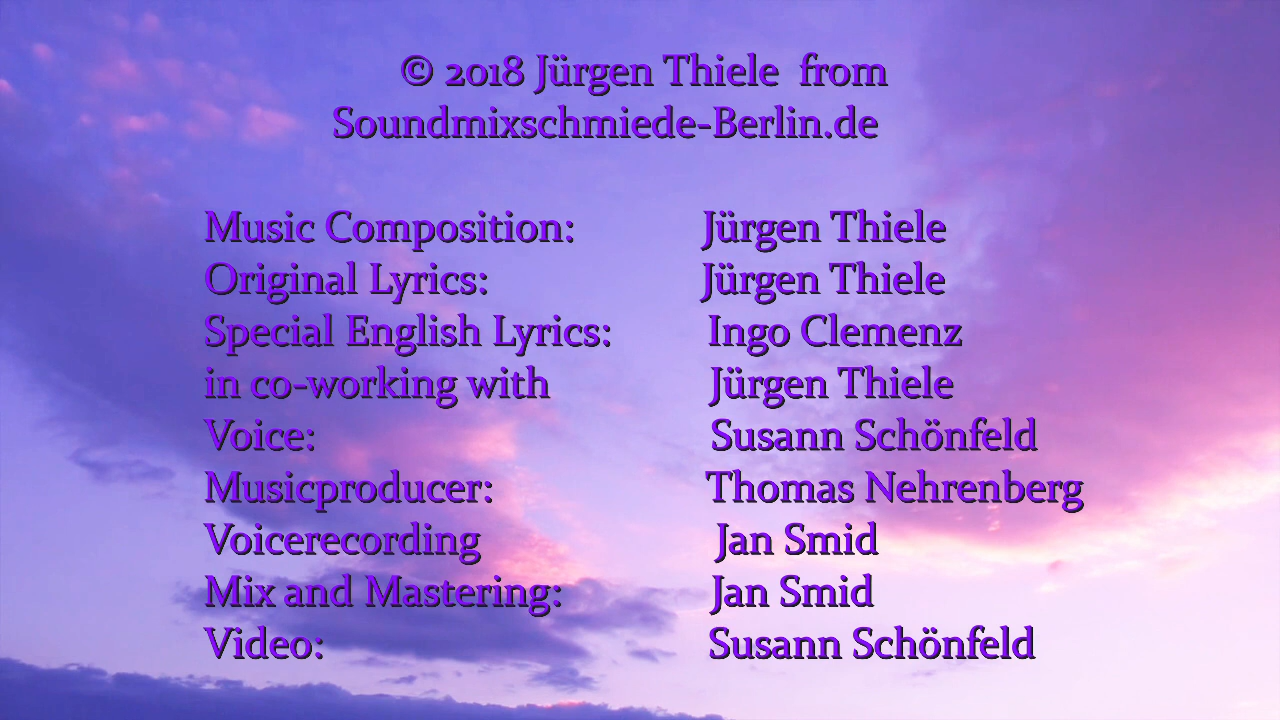 © 2018 Jürgen Thiele from
Soundmixschmiede-Berlin.de
Music Composition: Jürgen Thiele
Original Lyrics: Jürgen Thiele
Special English Lyrics: Ingo Clemenz
in co-working with Jürgen Thiele
Voice: Susann Schönfeld
Musicproducer: Thomas Nehrenberg
Voicerecording Jan Smid
Mix and Mastering: Jan Smid
Video: Susann Schönfeld